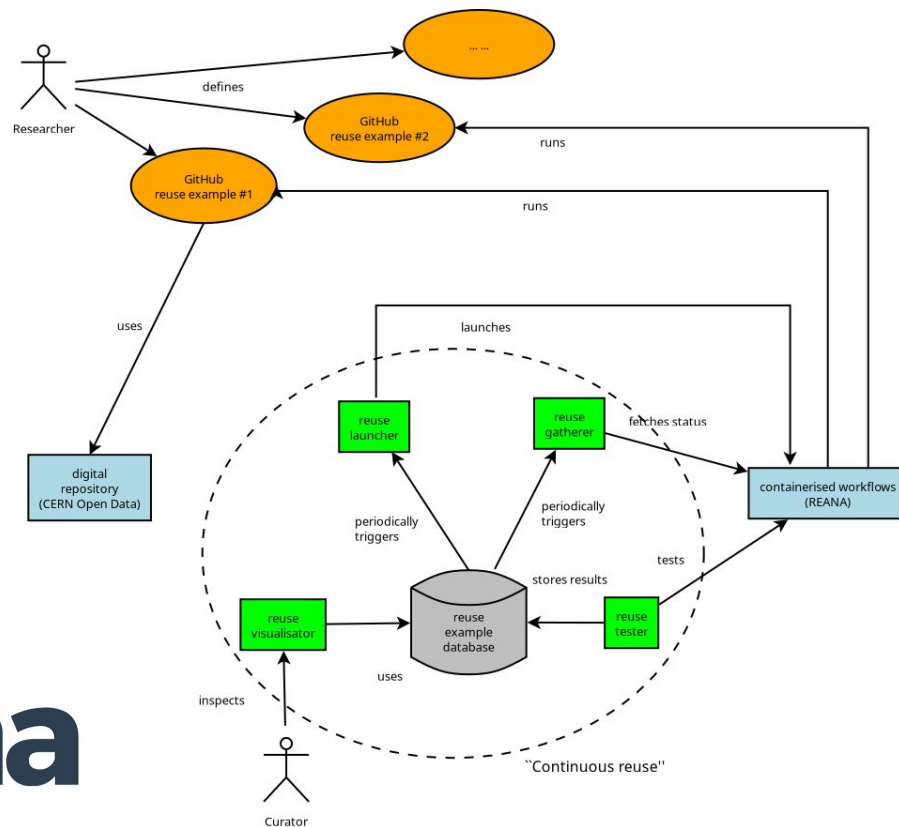 ... ...
defines
Researcher
GitHub
reuse example #2
runs
GitHub
reuse example #1
runs
uses
launches
reuse
launcher
reuse
gatherer
fetches status
digital
repository
(CERN Open Data)
containerised workflows
(REANA)
periodically
triggers
periodically
triggers
tests
stores results
reuse
visualisator
reuse
example
database
reuse
tester
uses
inspects
``Continuous reuse''
Curator